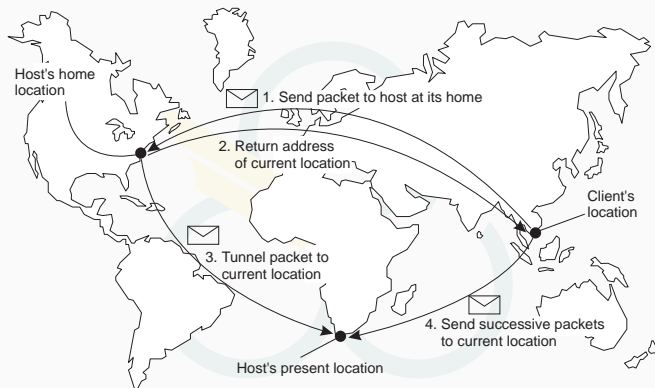 Host's home
location
1. Send packet to host at its home
2. Return address
of current location
Client's
location
3. Tunnel packet to
current location
4. Send successive packets
to current location
Host's present location